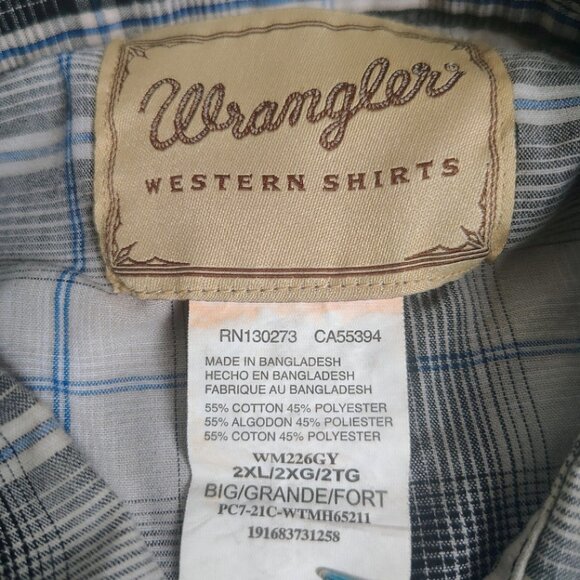 Wrangler
WESTERN SHIRTS
RN130273 CA55394
MADE IN BANGLADESH
HECHO EN BANGLADESH
FABRIQUE AU BANGLADESH
55% COTTON 45% POLYESTER
55% ALGODON 45% POLIESTER
55% COTON 45% POLYESTER
WM226GY
2XL/2XG/2TG
BIG/GRANDE/FORT
PC7-21C-WTMH65211
191683731258